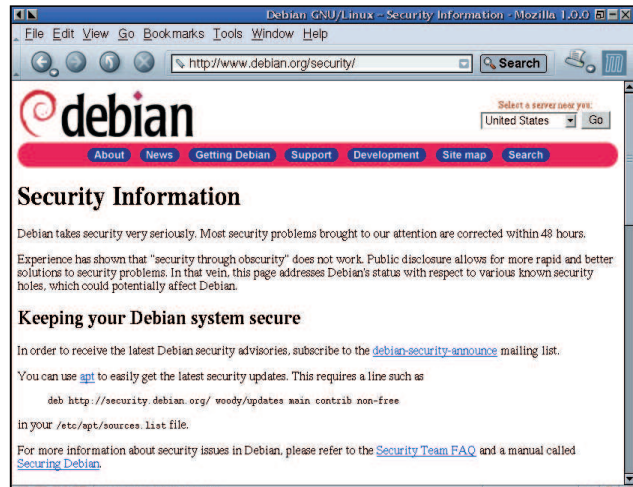 Debian GNU/Linux - Security Information - Mozilla 1.0.0
File Edit View Go Bookmarks Tools Window Help
http://www.debian.org/security/
Search
debian
Select a server near you:
United States
Go
About News Getting Debian Support Development Site map Search
Security Information
Debian takes security very seriously. Most security problems brought to our attention are corrected within 48 hours.
Experience has shown that "security through obscurity" does not work. Public disclosure allows for more rapid and better
solutions to security problems. In that vein, this page addresses Debian's status with respect to various known security
holes, which could potentially affect Debian.
Keeping your Debian system secure
In order to receive the latest Debian security advisories, subscribe to the debian-security-announce mailing list.
You can use apt to easily get the latest security updates. This requires a line such as
deb http://security.debian.org/ woody/updates main contrib non-free
in your /etc/apt/sources.list file.
For more information about security issues in Debian, please refer to the Security Team FAQ and a manual called
Securing Debian.